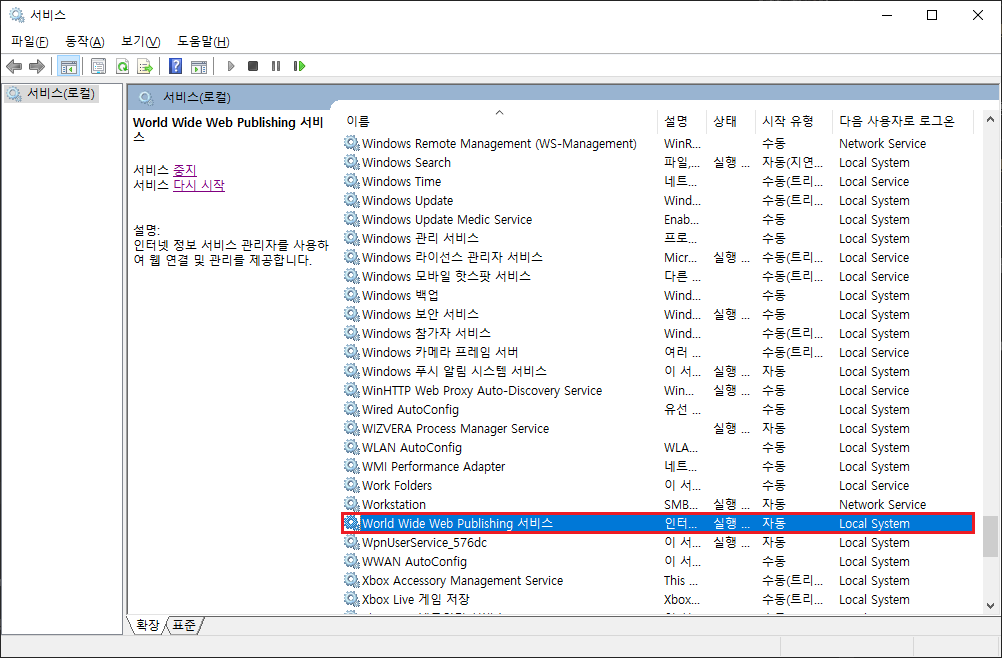 서비스
파일(F) 동작(A) 보기(V) 도움말(H)
서비스(로컬)
서비스(로컬)
World Wide Web Publishing 서비
스
서비스 중지
서비스 다시 시작
설명:
인터넷 정보 서비스 관리자를 사용하
여 웹 연결 및 관리를 제공합니다.
이름 설명 상태 시작 유형 다음 사용자로 로그온
Windows Remote Management (WS-Management) WinR... 수동 Network Service
Windows Search 파일,... 실행 ... 자동(지연... Local System
Windows Time 네트... 수동(트리... Local Service
Windows Update Wind... 수동(트리... Local System
Windows Update Medic Service Enab... 수동 Local System
Windows 관리 서비스 프로... 수동 Local System
Windows 라이선스 관리자 서비스 Micr... 실행 ... 수동(트리... Local Service
Windows 모바일 핫스팟 서비스 다른 ... 수동(트리... Local Service
Windows 백업 Wind... 수동 Local System
Windows 보안 서비스 Wind... 실행 ... 수동 Local System
Windows 참가자 서비스 Wind... 수동(트리... Local System
Windows 카메라 프레임 서버 여러 ... 수동(트리... Local Service
Windows 푸시 알림 시스템 서비스 이 서... 실행 ... 자동 Local System
WinHTTP Web Proxy Auto-Discovery Service Win... 실행 ... 수동 Local Service
Wired AutoConfig 유선 ... 수동 Local System
WIZVERA Process Manager Service 실행 ... 자동 Local System
WLAN AutoConfig WLA... 수동 Local System
WMI Performance Adapter 네트... 수동 Local System
Work Folders 이 서... 수동 Local Service
Workstation SMB... 실행 ... 자동 Network Service
World Wide Web Publishing 서비스 인터... 실행 ... 자동 Local System
WpnUserService_576dc 이 서... 실행 ... 자동 Local System
WWAN AutoConfig 이 서... 수동 Local System
Xbox Accessory Management Service This ... 수동(트리... Local System
Xbox Live 게임 저장 Xbox... 수동(트리... Local System
확장 표준